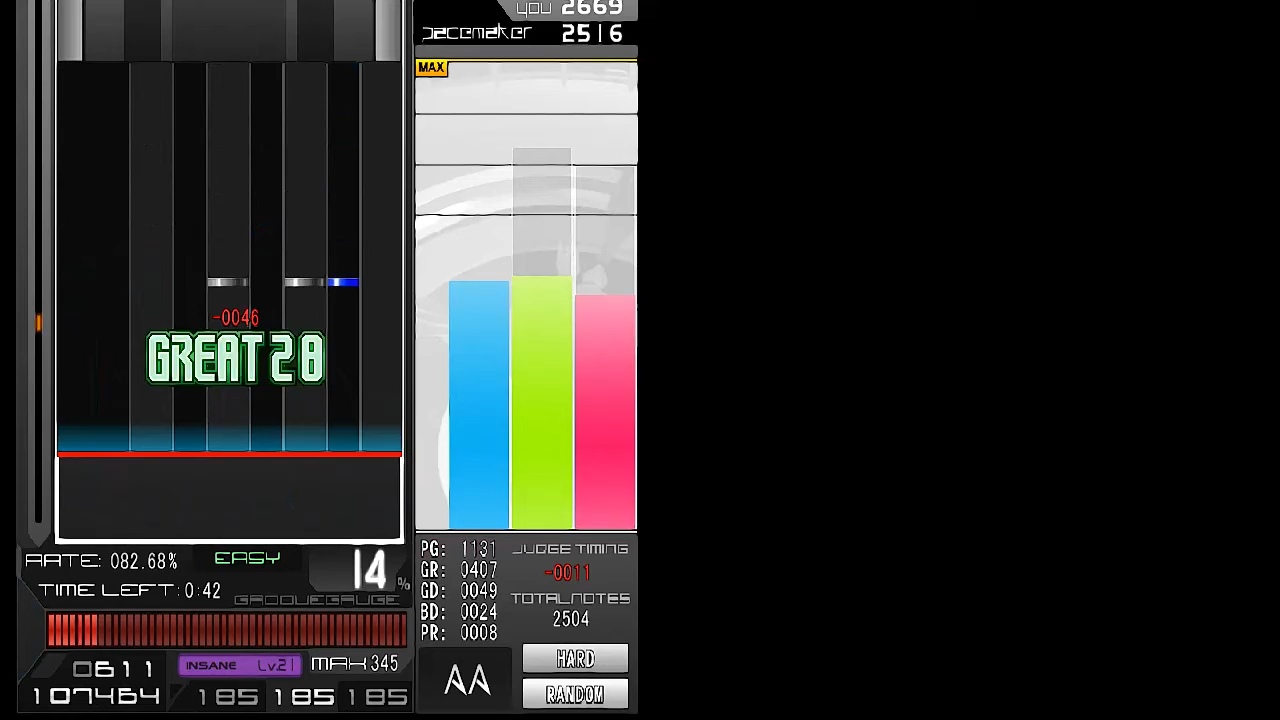 you 2669
pacemaker 2516
MAX
-0046
GREAT 28
RATE: 082.68% EASY 14 %
TIME LEFT: 0:42
GROOVEGAUGE
PG: 1131 JUDGE TIMING
GR: 0407 -0011
GD: 0049 TOTALNOTES
BD: 0024 2504
PR: 0008
0611 INSANE Lv21 MAX 345
107464 185 185 185
AA
HARD
RANDOM